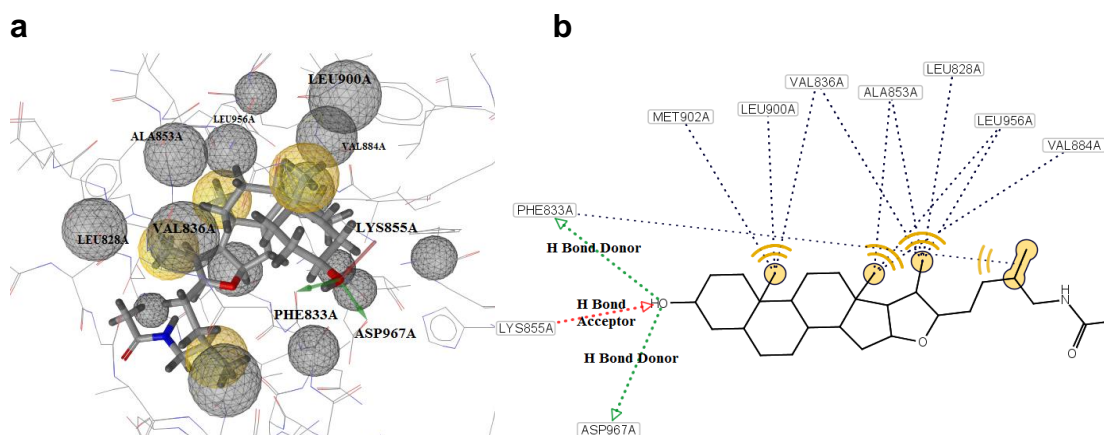 a
b
LEU900A
LEU956A
ALA853A
VAL884A
VAL836A
LYS855A
LEU828A
PHE833A
ASP967A
LEU828A
VAL836A
ALA853A
LEU900A
LEU956A
MET902A
VAL884A
PHE833A
H Bond Donor
H Bond
Acceptor
HO
LYS855A
H Bond Donor
H
N
O
O
ASP967A